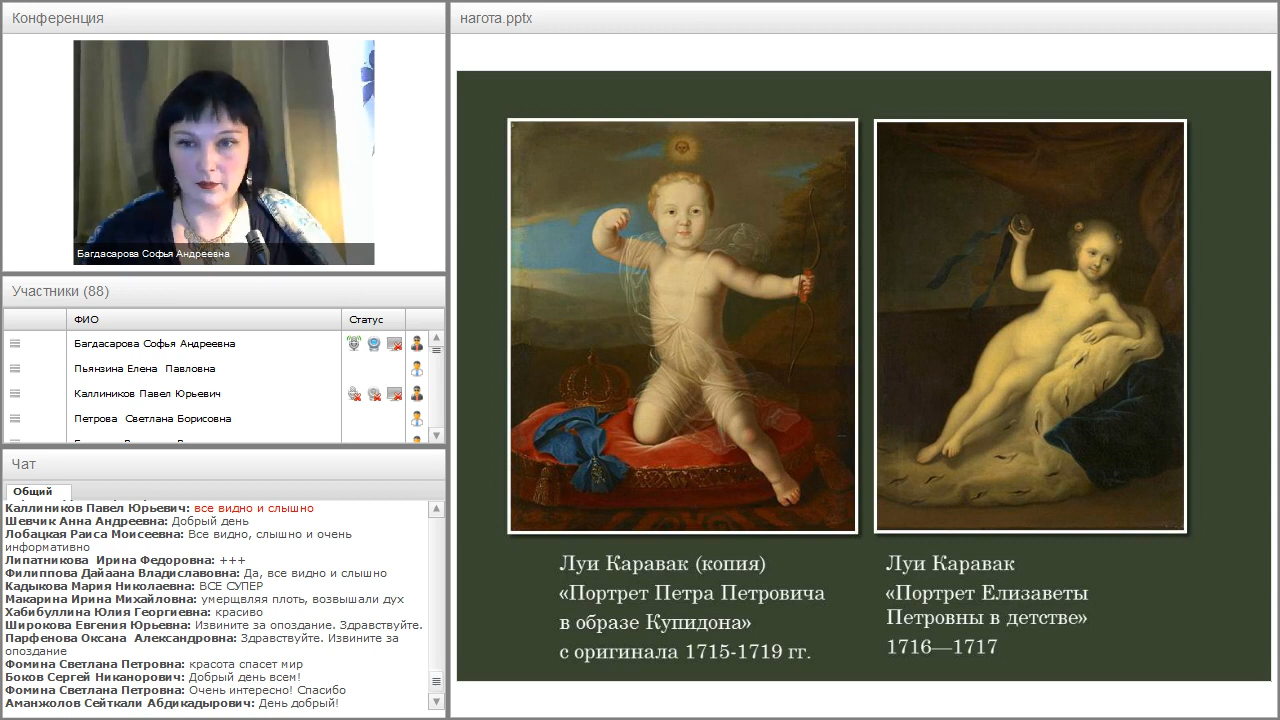 Конференция
Багдасарова Софья Андреевна
Участники (88)
ФИО
Статус
Багдасарова Софья Андреевна
Пьянзина Елена Павловна
Каллиников Павел Юрьевич
Петрова Светлана Борисовна
Чат
Общий
Каллиников Павел Юрьевич: все видно и слышно
Шевчик Анна Андреевна: Добрый день
Лобацкая Раиса Моисеевна: Все видно, слышно и очень
информативно
Липатникова Ирина Федоровна: +++
Филиппова Дайаана Владиславовна: Да, все видно и слышно
Кадыкова Мария Николаевна: ВСЕ СУПЕР
Макарина Ирина Михайловна: умерщвляя плоть, возвышали дух
Хабибуллина Юлия Георгиевна: красиво
Широкова Евгения Юрьевна: Извините за опоздание. Здравствуйте.
Парфенова Оксана Александровна: Здравствуйте. Извините за
опоздание
Фомина Светлана Петровна: красота спасет мир
Боков Сергей Никанорович: Добрый день всем!
Фомина Светлана Петровна: Очень интересно! Спасибо
Аманжолов Сейткали Абдикадырович: День добрый!
нагота.pptx
Луи Каравак (копия)
«Портрет Петра Петровича
в образе Купидона»
с оригинала 1715-1719 гг.
Луи Каравак
«Портрет Елизаветы
Петровны в детстве»
1716—1717